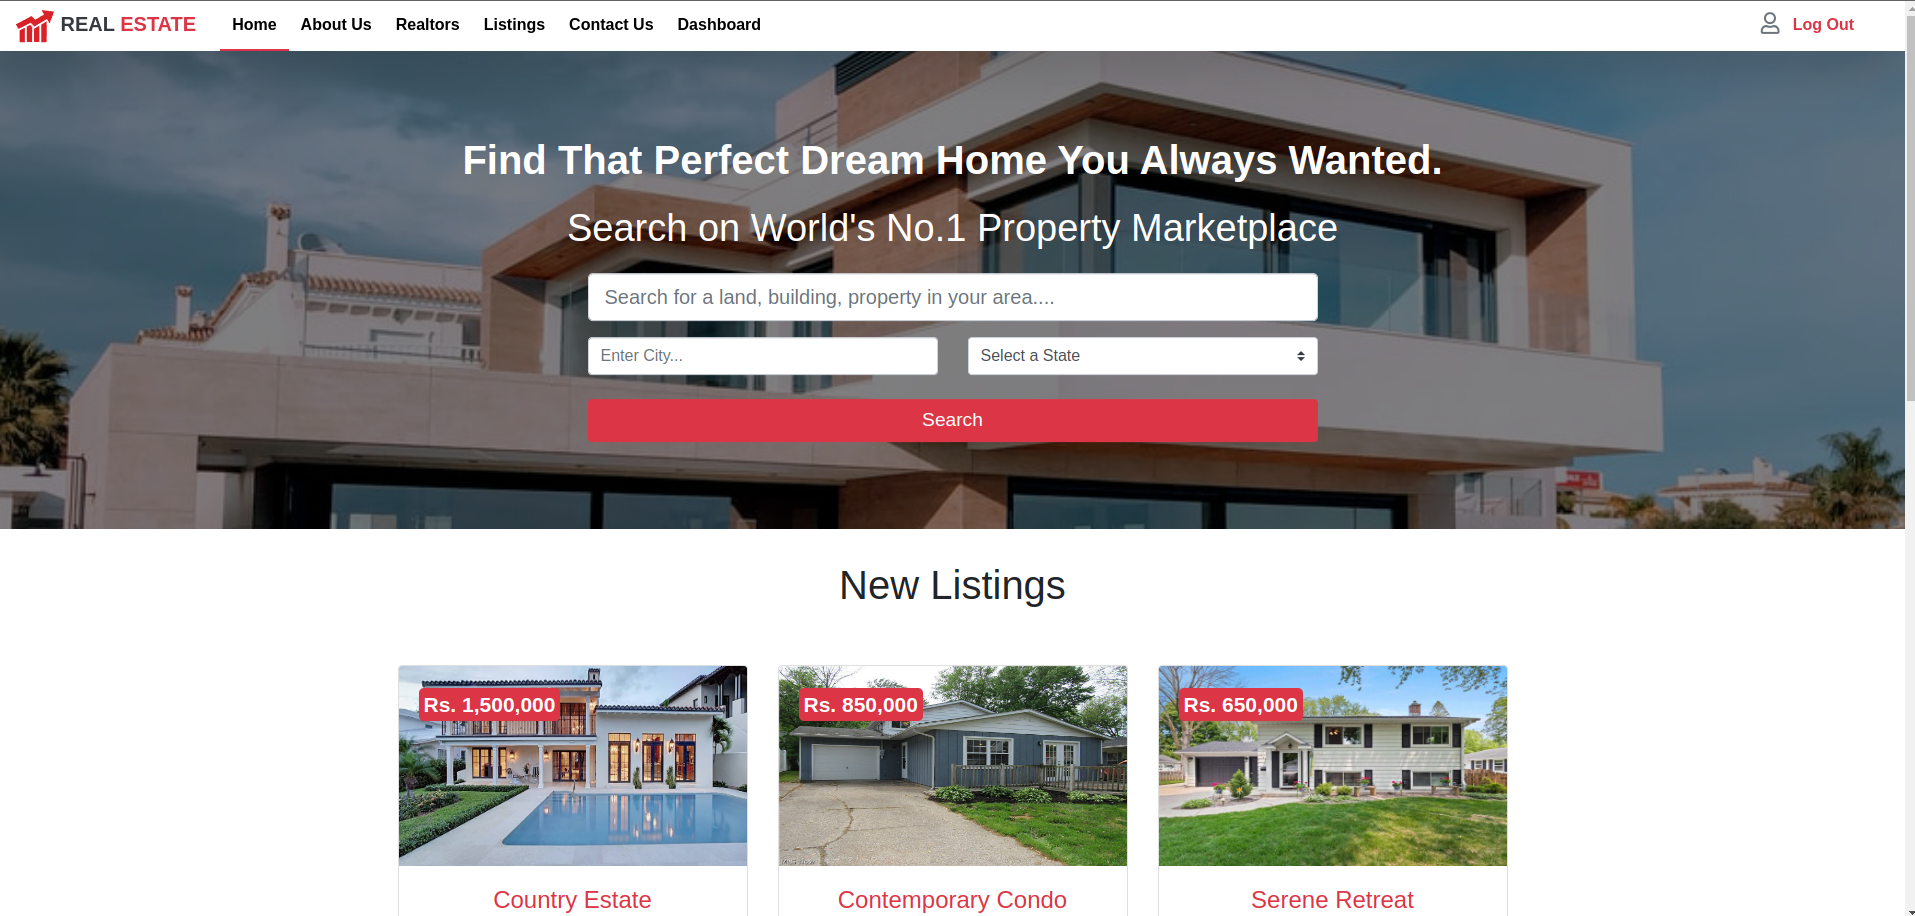 REAL ESTATE
Home About Us Realtors Listings Contact Us Dashboard
Log Out
Find That Perfect Dream Home You Always Wanted.
Search on World's No.1 Property Marketplace
Search for a land, building, property in your area....
Enter City...
Select a State
Search
New Listings
Rs. 1,500,000
Rs. 850,000
Rs. 650,000
Country Estate
Contemporary Condo
Serene Retreat